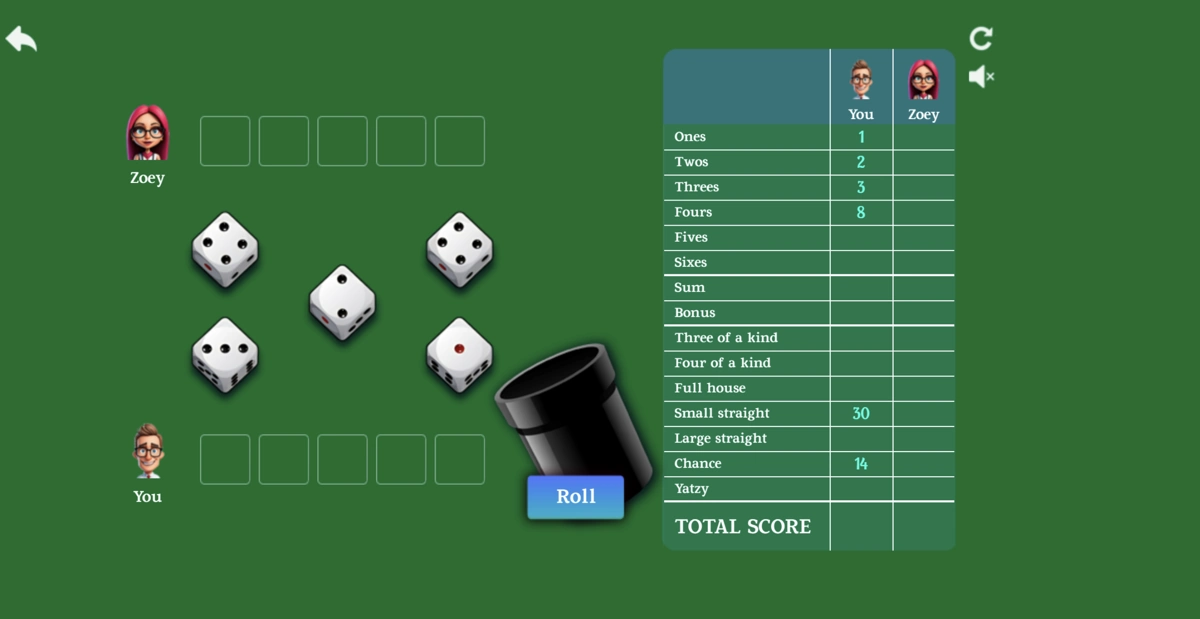 Zoey
You
Roll
You Zoey
Ones 1
Twos 2
Threes 3
Fours 8
Fives
Sixes
Sum
Bonus
Three of a kind
Four of a kind
Full house
Small straight 30
Large straight
Chance 14
Yatzy
TOTAL SCORE